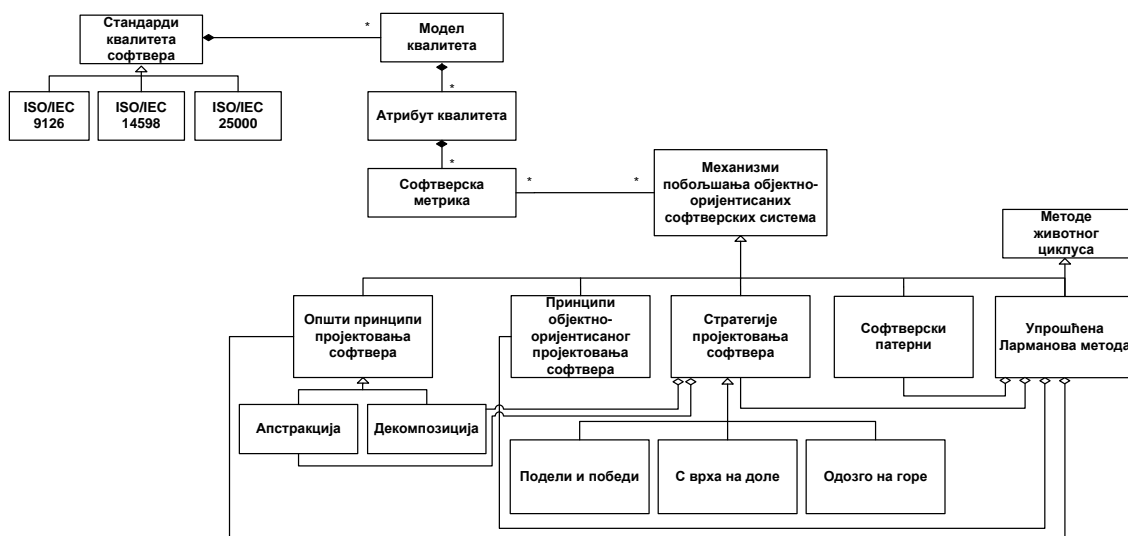 Стандарди
квалитета
софтвера
*
Модел
квалитета
ISO/IEC
9126
ISO/IEC
14598
ISO/IEC
25000
*
Атрибут квалитета
*
Софтверска
метрика
*
*
Механизми
побољшања објектно-
оријентисаних
софтверских система
Методе
животног
циклуса
Општи принципи
пројектовања
софтвера
Принципи
објектно-
оријентисаног
пројектовања
софтвера
Стратегије
пројектовања
софтвера
Софтверски
патерни
Упрошћена
Ларманова метода
Апстракција
Декомпозиција
Подели и победи
С врха на доле
Одозго на горе